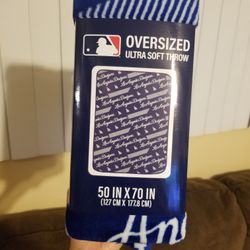 OVERSIZED
ULTRA SOFT THROW
50 IN X 70 IN
(127 CM X 177.8 CM)